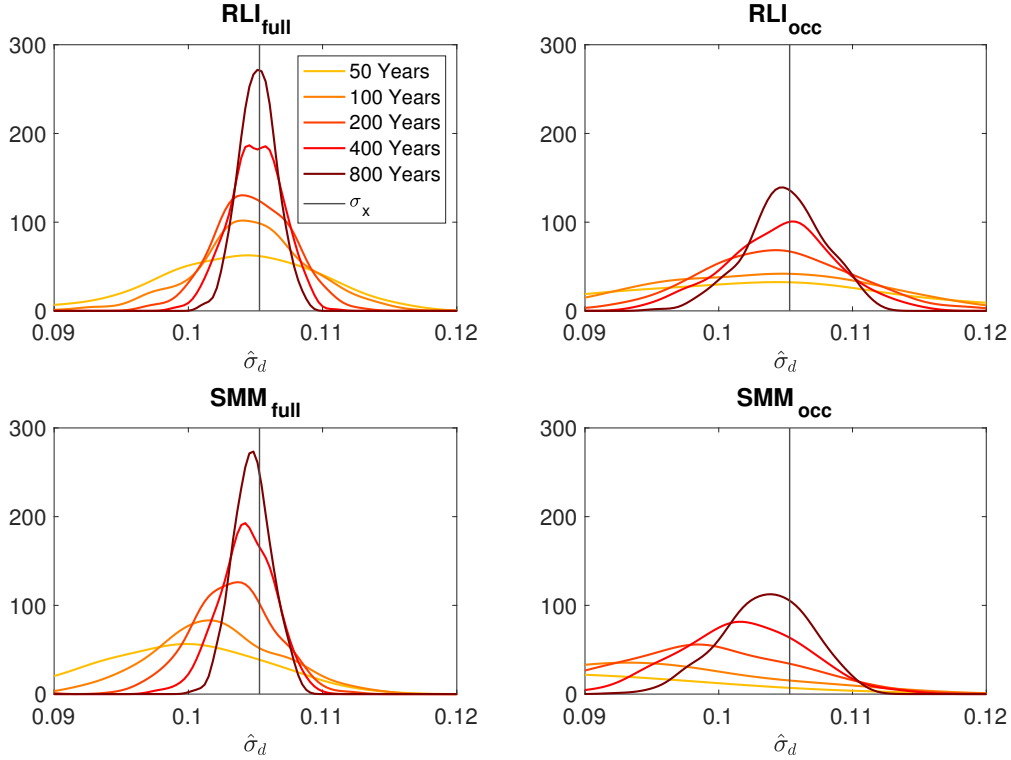 RLI_full
300
200
100
0
0.09 0.1 0.11 0.12
σ̂_d
50 Years
100 Years
200 Years
400 Years
800 Years
σ_x
RLI_occ
300
200
100
0
0.09 0.1 0.11 0.12
σ̂_d
SMM_full
300
200
100
0
0.09 0.1 0.11 0.12
σ̂_d
SMM_occ
300
200
100
0
0.09 0.1 0.11 0.12
σ̂_d